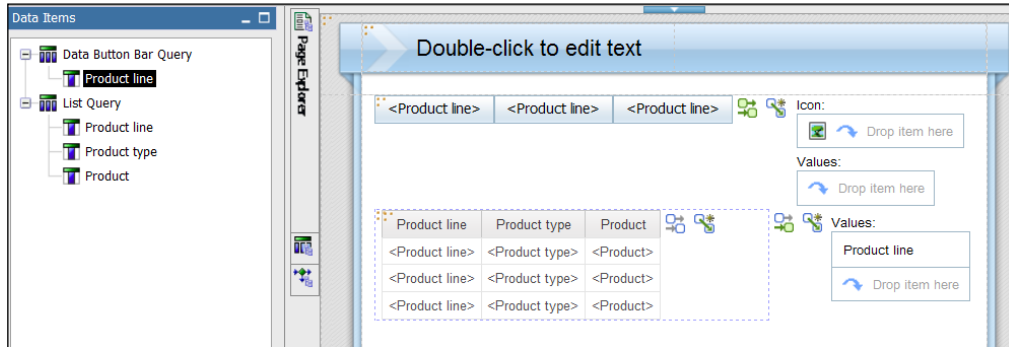 Data Items
Data Button Bar Query
Product line
List Query
Product line
Product type
Product
Page Explorer
Double-click to edit text
<Product line> <Product line> <Product line>
Icon:
Drop item here
Values:
Drop item here
Product line Product type Product
<Product line> <Product type> <Product>
<Product line> <Product type> <Product>
<Product line> <Product type> <Product>
Values:
Product line
Drop item here